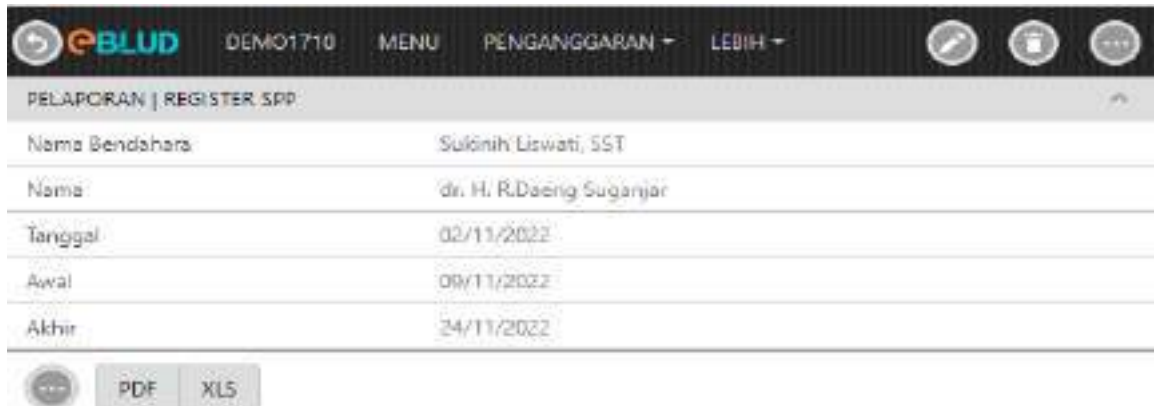 eBLUD DEMO1710 MENU PENGANGGARAN LEBIH
PELAPORAN | REGISTER SPP
Nama Bendahara Sukinih Liswati, SST
Nama dr. H. R.Daeng Suganjar
Tanggal 02/11/2022
Awal 09/11/2022
Akhir 24/11/2022
PDF XLS